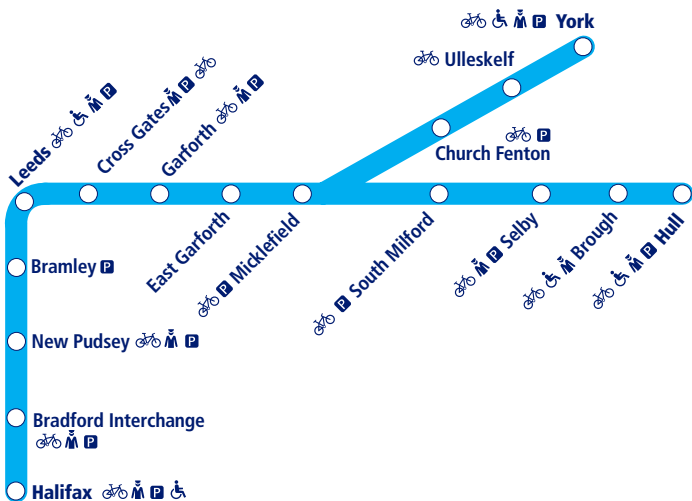 York
Ulleskelf
P
Church Fenton
P
Leeds P
Cross Gates P
Garforth P
East Garforth
P Micklefield
P South Milford
P Selby
Brough
P Hull
Bramley P
New Pudsey P
Bradford Interchange
P
Halifax P